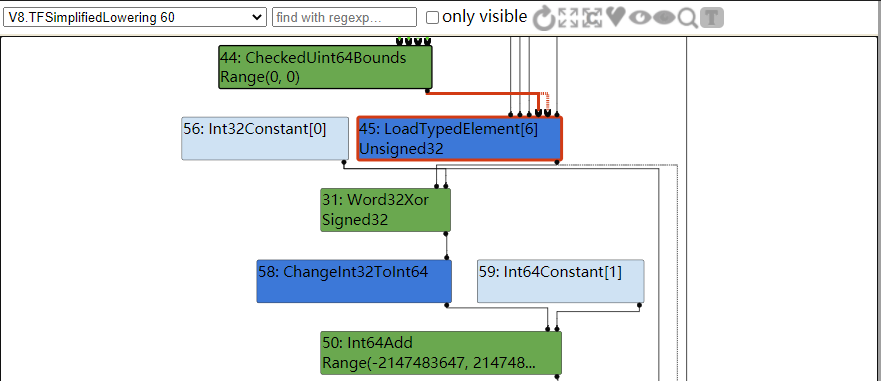 V8.TFSimplifiedLowering 60
find with regexp…
only visible
T
44: CheckedUint64Bounds
Range(0, 0)
56: Int32Constant[0]
45: LoadTypedElement[6]
Unsigned32
31: Word32Xor
Signed32
58: ChangeInt32ToInt64
59: Int64Constant[1]
50: Int64Add
Range(-2147483647, 214748...